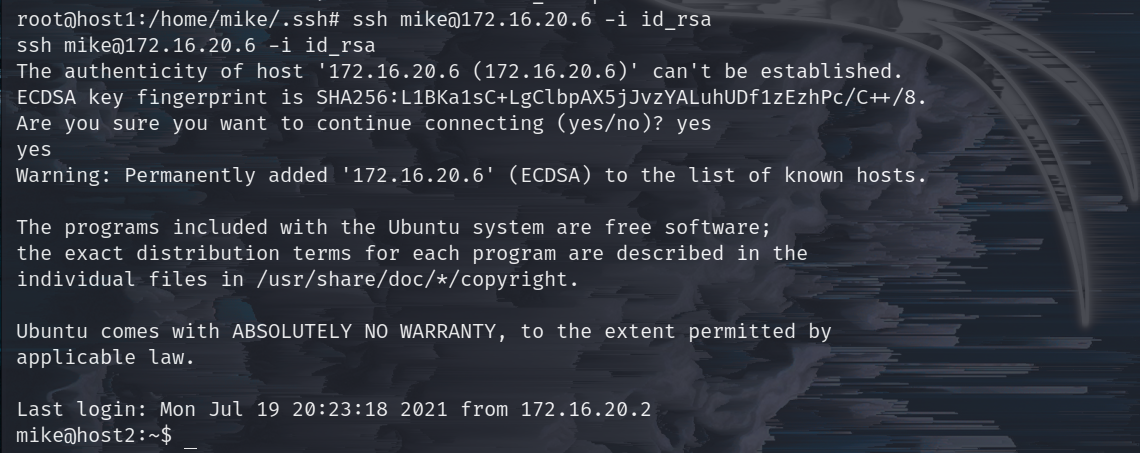 root@host1:/home/mike/.ssh# ssh mike@172.16.20.6 -i id_rsa
ssh mike@172.16.20.6 -i id_rsa
The authenticity of host '172.16.20.6 (172.16.20.6)' can't be established.
ECDSA key fingerprint is SHA256:L1BKa1sC+LgClbpAX5jJvzYALuhUDf1zEzhPc/C++/8.
Are you sure you want to continue connecting (yes/no)? yes
yes
Warning: Permanently added '172.16.20.6' (ECDSA) to the list of known hosts.
The programs included with the Ubuntu system are free software;
the exact distribution terms for each program are described in the
individual files in /usr/share/doc/*/copyright.
Ubuntu comes with ABSOLUTELY NO WARRANTY, to the extent permitted by
applicable law.
Last login: Mon Jul 19 20:23:18 2021 from 172.16.20.2
mike@host2:~$ _